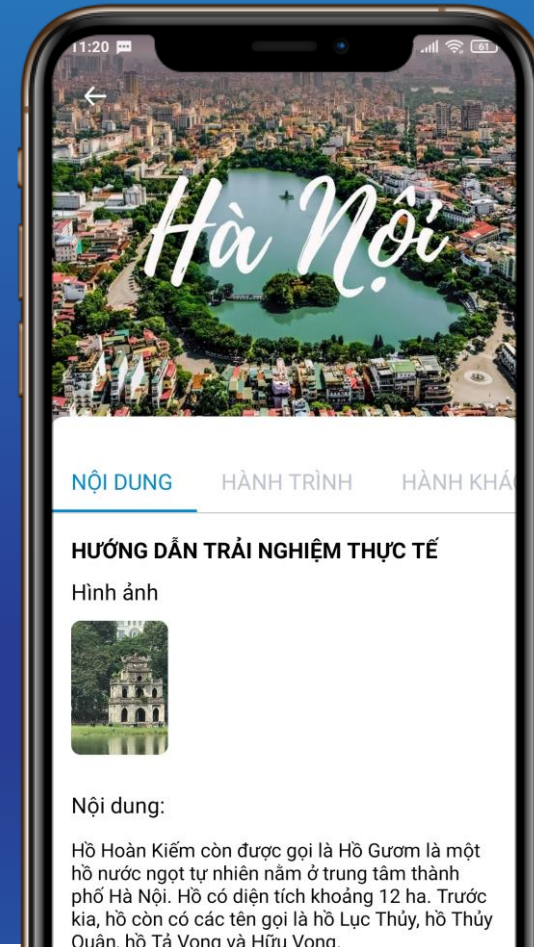 11:20
61
Hà Nội
NỘI DUNG
HÀNH TRÌNH
HÀNH KHÁ
HƯỚNG DẪN TRẢI NGHIỆM THỰC TẾ
Hình ảnh
Nội dung:
Hồ Hoàn Kiếm còn được gọi là Hồ Gươm là một
hồ nước ngọt tự nhiên nằm ở trung tâm thành
phố Hà Nội. Hồ có diện tích khoảng 12 ha. Trước
kia, hồ còn có các tên gọi là hồ Lục Thủy, hồ Thủy
Quân, hồ Tả Vọng và Hữu Vọng.